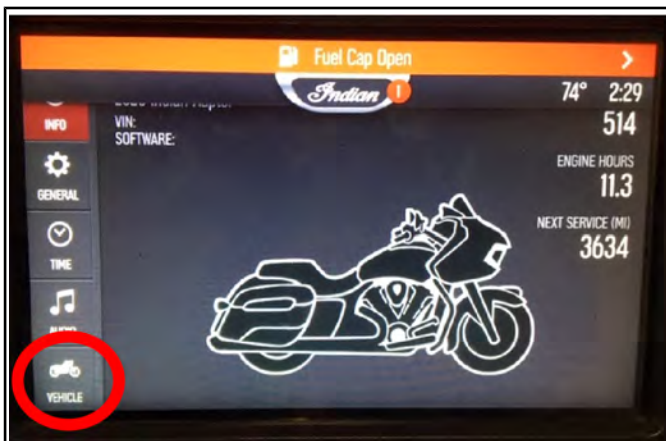 Fuel Cap Open
Indian
74° 2:29
INFO
VIN:
SOFTWARE:
514
GENERAL
ENGINE HOURS
11.3
TIME
NEXT SERVICE (MI)
3634
AUDIO
VEHICLE